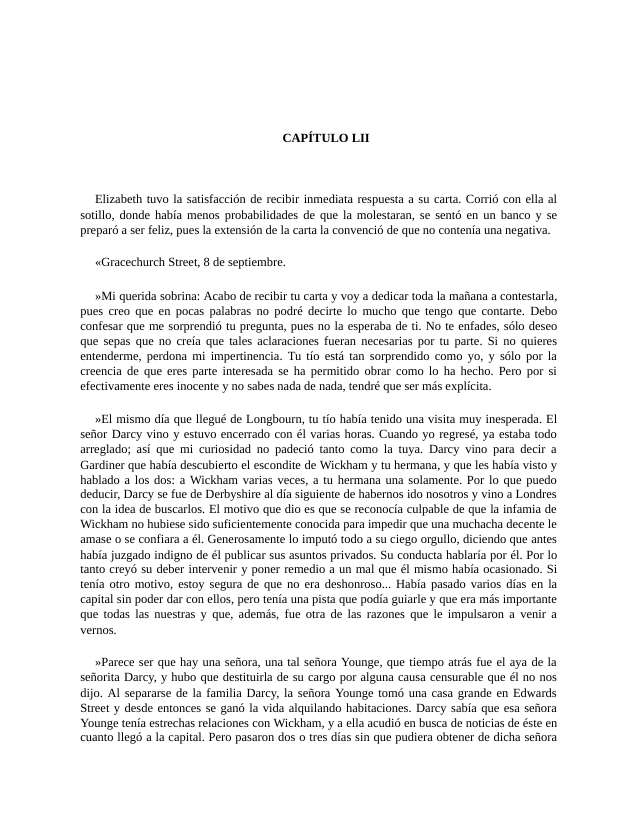 CAPÍTULO LII
Elizabeth tuvo la satisfacción de recibir inmediata respuesta a su carta. Corrió con ella al
sotillo, donde había menos probabilidades de que la molestaran, se sentó en un banco y se
preparó a ser feliz, pues la extensión de la carta la convenció de que no contenía una negativa.
«Gracechurch Street, 8 de septiembre.
»Mi querida sobrina: Acabo de recibir tu carta y voy a dedicar toda la mañana a contestarla,
pues creo que en pocas palabras no podré decirte lo mucho que tengo que contarte. Debo
confesar que me sorprendió tu pregunta, pues no la esperaba de ti. No te enfades, sólo deseo
que sepas que no creía que tales aclaraciones fueran necesarias por tu parte. Si no quieres
entenderme, perdona mi impertinencia. Tu tío está tan sorprendido como yo, y sólo por la
creencia de que eres parte interesada se ha permitido obrar como lo ha hecho. Pero por si
efectivamente eres inocente y no sabes nada de nada, tendré que ser más explícita.
»El mismo día que llegué de Longbourn, tu tío había tenido una visita muy inesperada. El
señor Darcy vino y estuvo encerrado con él varias horas. Cuando yo regresé, ya estaba todo
arreglado; así que mi curiosidad no padeció tanto como la tuya. Darcy vino para decir a
Gardiner que había descubierto el escondite de Wickham y tu hermana, y que les había visto y
hablado a los dos: a Wickham varias veces, a tu hermana una solamente. Por lo que puedo
deducir, Darcy se fue de Derbyshire al día siguiente de habernos ido nosotros y vino a Londres
con la idea de buscarlos. El motivo que dio es que se reconocía culpable de que la infamia de
Wickham no hubiese sido suficientemente conocida para impedir que una muchacha decente le
amase o se confiara a él. Generosamente lo imputó todo a su ciego orgullo, diciendo que antes
había juzgado indigno de él publicar sus asuntos privados. Su conducta hablaría por él. Por lo
tanto creyó su deber intervenir y poner remedio a un mal que él mismo había ocasionado. Si
tenía otro motivo, estoy segura de que no era deshonroso... Había pasado varios días en la
capital sin poder dar con ellos, pero tenía una pista que podía guiarle y que era más importante
que todas las nuestras y que, además, fue otra de las razones que le impulsaron a venir a
vernos.
»Parece ser que hay una señora, una tal señora Younge, que tiempo atrás fue el aya de la
señorita Darcy, y hubo que destituirla de su cargo por alguna causa censurable que él no nos
dijo. Al separarse de la familia Darcy, la señora Younge tomó una casa grande en Edwards
Street y desde entonces se ganó la vida alquilando habitaciones. Darcy sabía que esa señora
Younge tenía estrechas relaciones con Wickham, y a ella acudió en busca de noticias de éste en
cuanto llegó a la capital. Pero pasaron dos o tres días sin que pudiera obtener de dicha señora